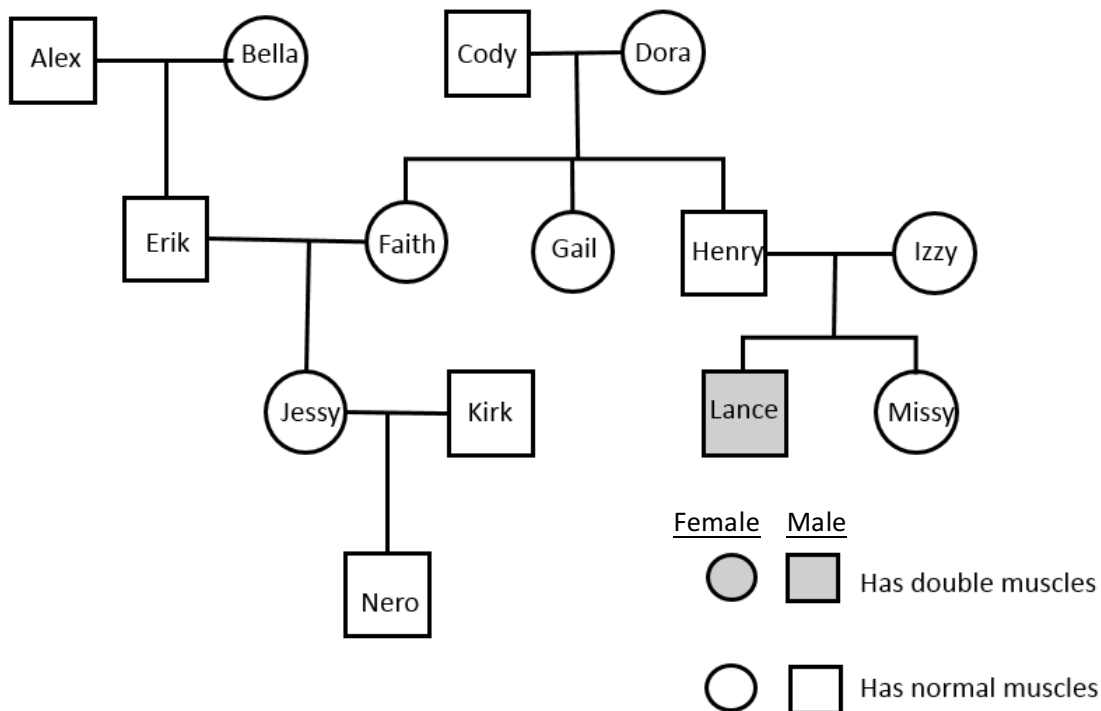 Alex
Bella
Cody
Dora
Erik
Faith
Gail
Henry
Izzy
Jessy
Kirk
Lance
Missy
Nero
Female Male
Has double muscles
Has normal muscles